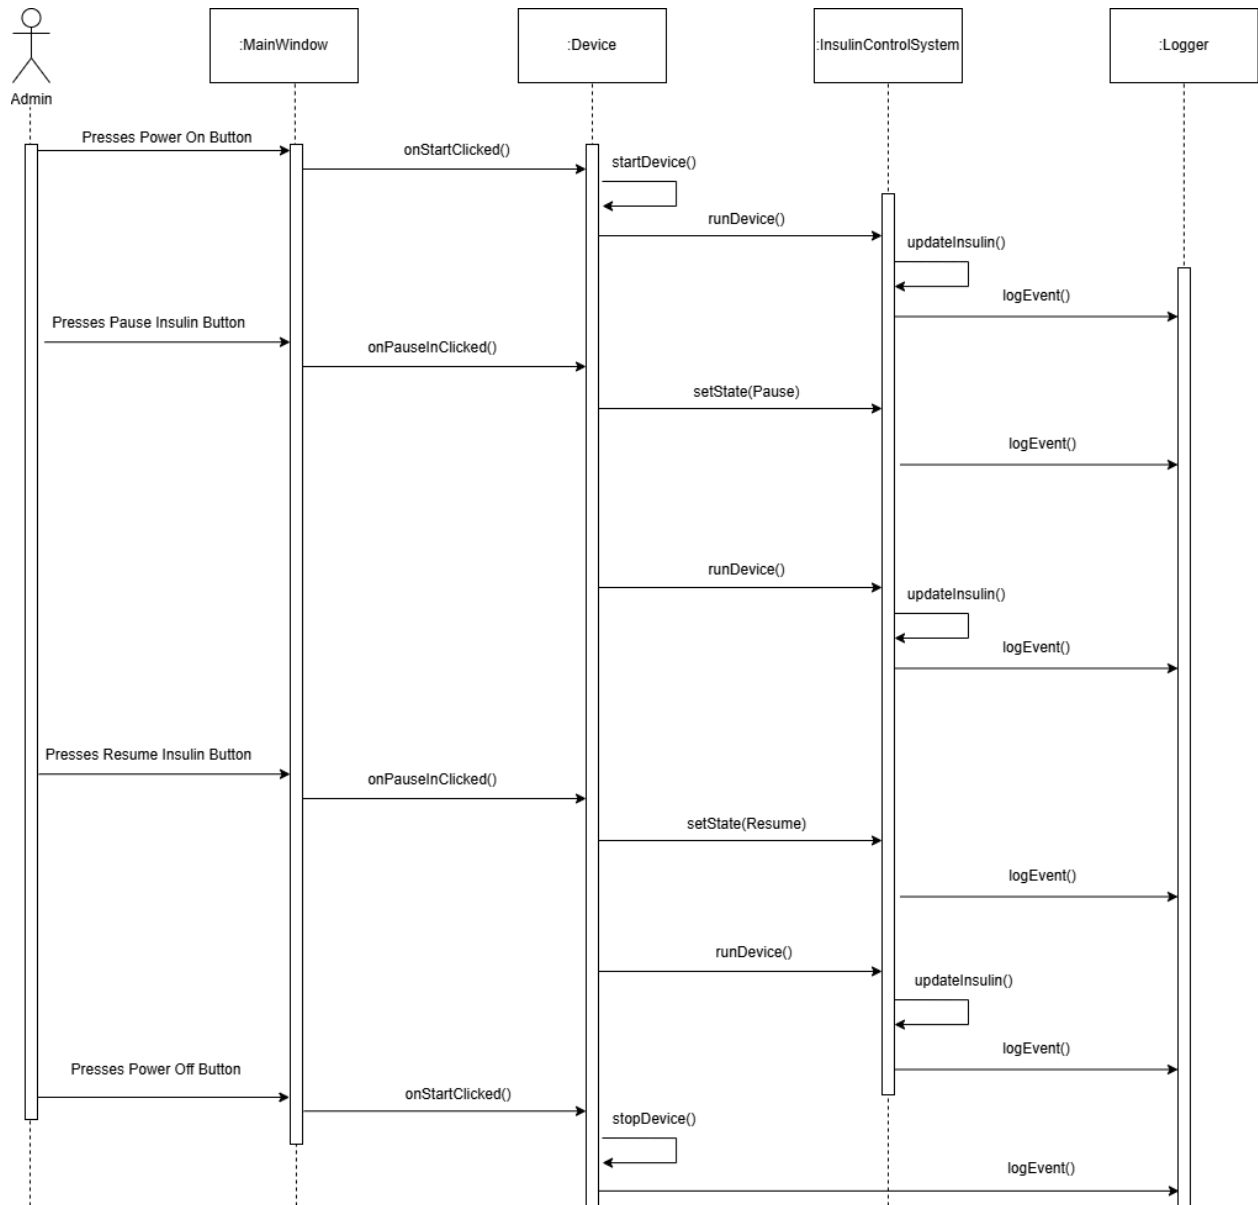 :MainWindow
:Device
:InsulinControlSystem
:Logger
Admin
Presses Power On Button
onStartClicked()
startDevice()
runDevice()
updateInsulin()
logEvent()
Presses Pause Insulin Button
onPauseInClicked()
setState(Pause)
logEvent()
runDevice()
updateInsulin()
logEvent()
Presses Resume Insulin Button
onPauseInClicked()
setState(Resume)
logEvent()
runDevice()
updateInsulin()
logEvent()
Presses Power Off Button
onStartClicked()
stopDevice()
logEvent()